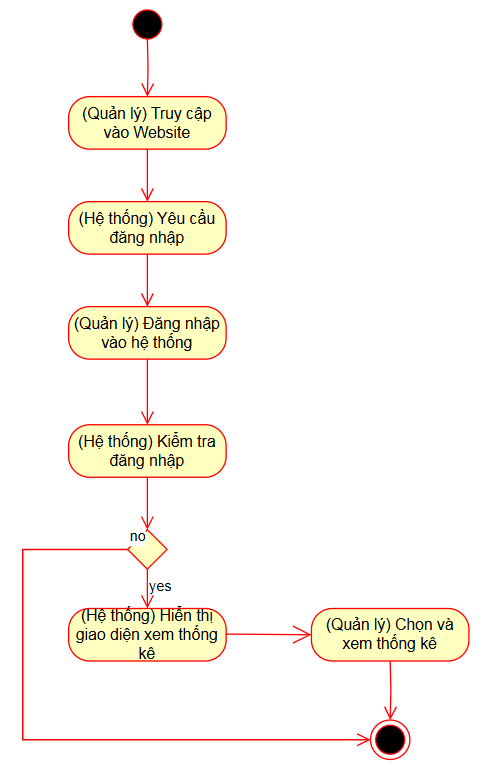 (Quản lý) Truy cập
vào Website
(Hệ thống) Yêu cầu
đăng nhập
(Quản lý) Đăng nhập
vào hệ thống
(Hệ thống) Kiểm tra
đăng nhập
no
yes
(Hệ thống) Hiển thị
giao diện xem thống
kê
(Quản lý) Chọn và
xem thống kê